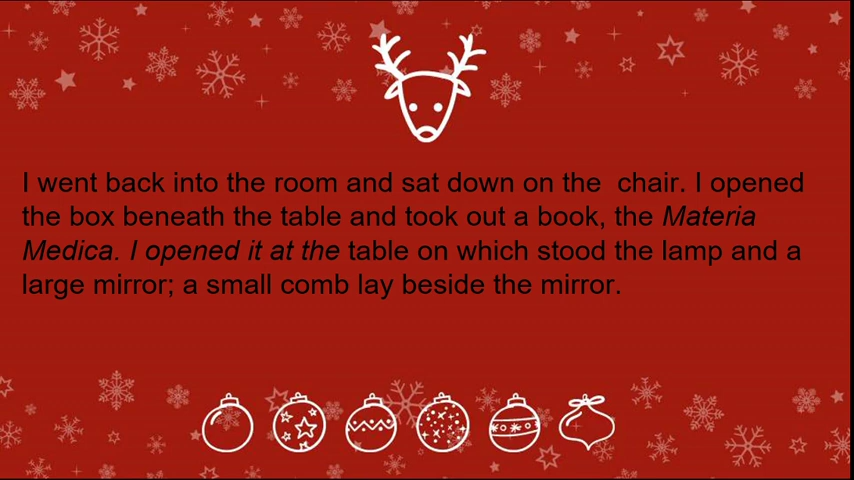 I went back into the room and sat down on the  chair. I opened
the box beneath the table and took out a book, the Materia
Medica. I opened it at the table on which stood the lamp and a
large mirror; a small comb lay beside the mirror.